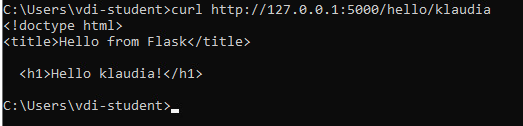 C:\Users\vdi-student>curl http://127.0.0.1:5000/hello/klaudia
<!doctype html>
<title>Hello from Flask</title>
<h1>Hello klaudia!</h1>
C:\Users\vdi-student>